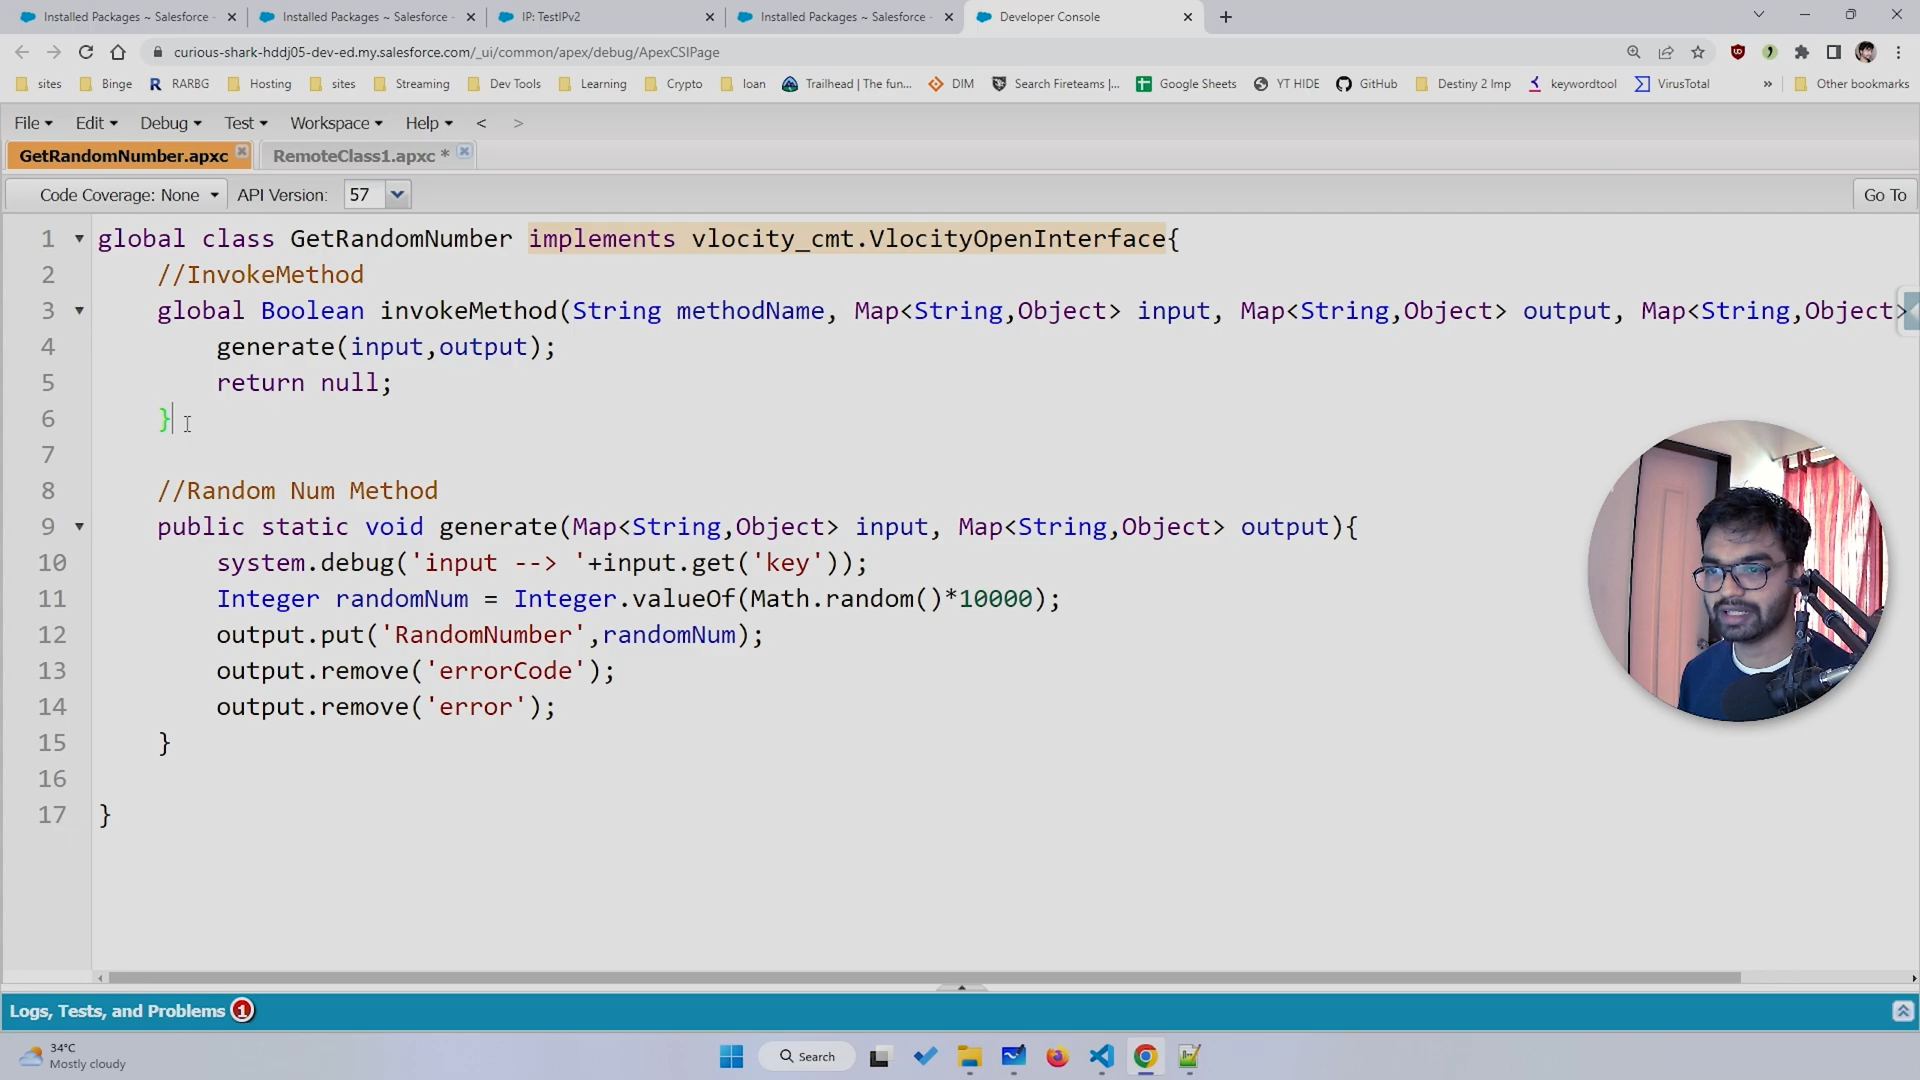 Installed Packages ~ Salesforce -
Installed Packages ~ Salesforce -
IP: TestIPv2
Installed Packages ~ Salesforce -
Developer Console
curious-shark-hddj05-dev-ed.my.salesforce.com/_ui/common/apex/debug/ApexCSIPage
sites Binge RARBG Hosting sites Streaming Dev Tools Learning Crypto loan Trailhead | The fun... DIM Search Fireteams |... Google Sheets YT HIDE GitHub Destiny 2 Imp keywordtool VirusTotal » Other bookmarks
File Edit Debug Test Workspace Help < >
GetRandomNumber.apxc RemoteClass1.apxc *
Code Coverage: None API Version: 57 Go To
1 global class GetRandomNumber implements vlocity_cmt.VlocityOpenInterface{
2 //InvokeMethod
3 global Boolean invokeMethod(String methodName, Map<String,Object> input, Map<String,Object> output, Map<String,Object>
4 generate(input,output);
5 return null;
6 }
7
8 //Random Num Method
9 public static void generate(Map<String,Object> input, Map<String,Object> output){
10 system.debug('input --> '+input.get('key'));
11 Integer randomNum = Integer.valueOf(Math.random()*10000);
12 output.put('RandomNumber',randomNum);
13 output.remove('errorCode');
14 output.remove('error');
15 }
16
17 }
Logs, Tests, and Problems 1
34°C
Mostly cloudy
Search